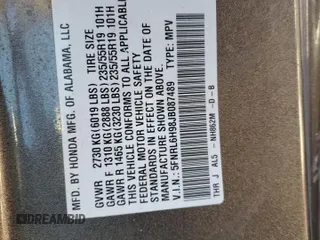 MFD. BY HONDA MFG. OF ALABAMA, LLC
TIRE SIZE
GVWR 2730 KG(6019 LBS)
GAWR F 1310 KG(2888 LBS) 235/55R19 101H
GAWR R 1465 KG(3230 LBS) 235/55R19 101H
THIS VEHICLE CONFORMS TO ALL APPLICABLE
FEDERAL MOTOR VEHICLE SAFETY AND
STANDARDS IN EFFECT ON THE DATE OF
MANUFACTURE SHOWN ABOVE.
V.I.N.: 5FNRL6H96JB087489 TYPE: MPV
THR J AL5 - NH862M -D-B
DREAMBID